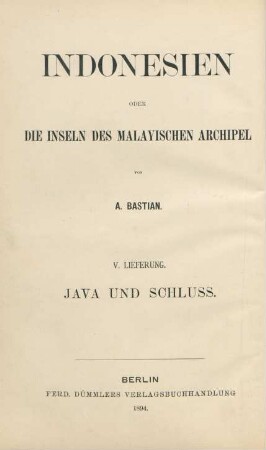 INDONESIEN
ODER
DIE INSELN DES MALAYISCHEN ARCHIPEL
VON
A. BASTIAN.
V. LIEFERUNG.
JAVA UND SCHLUSS.
BERLIN
FERD. DÜMMLERS VERLAGSBUCHHANDLUNG
1894.